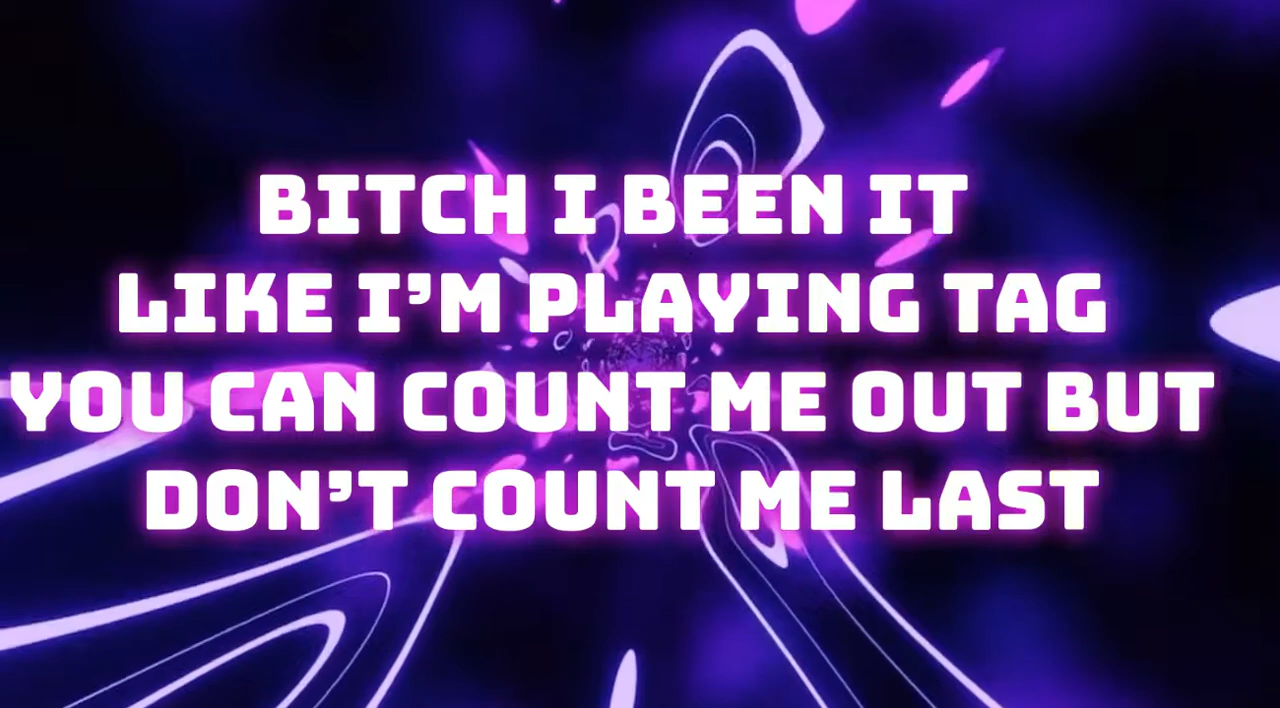 BITCH I BEEN IT
LIKE I’M PLAYING TAG
YOU CAN COUNT ME OUT BUT
DON’T COUNT ME LAST